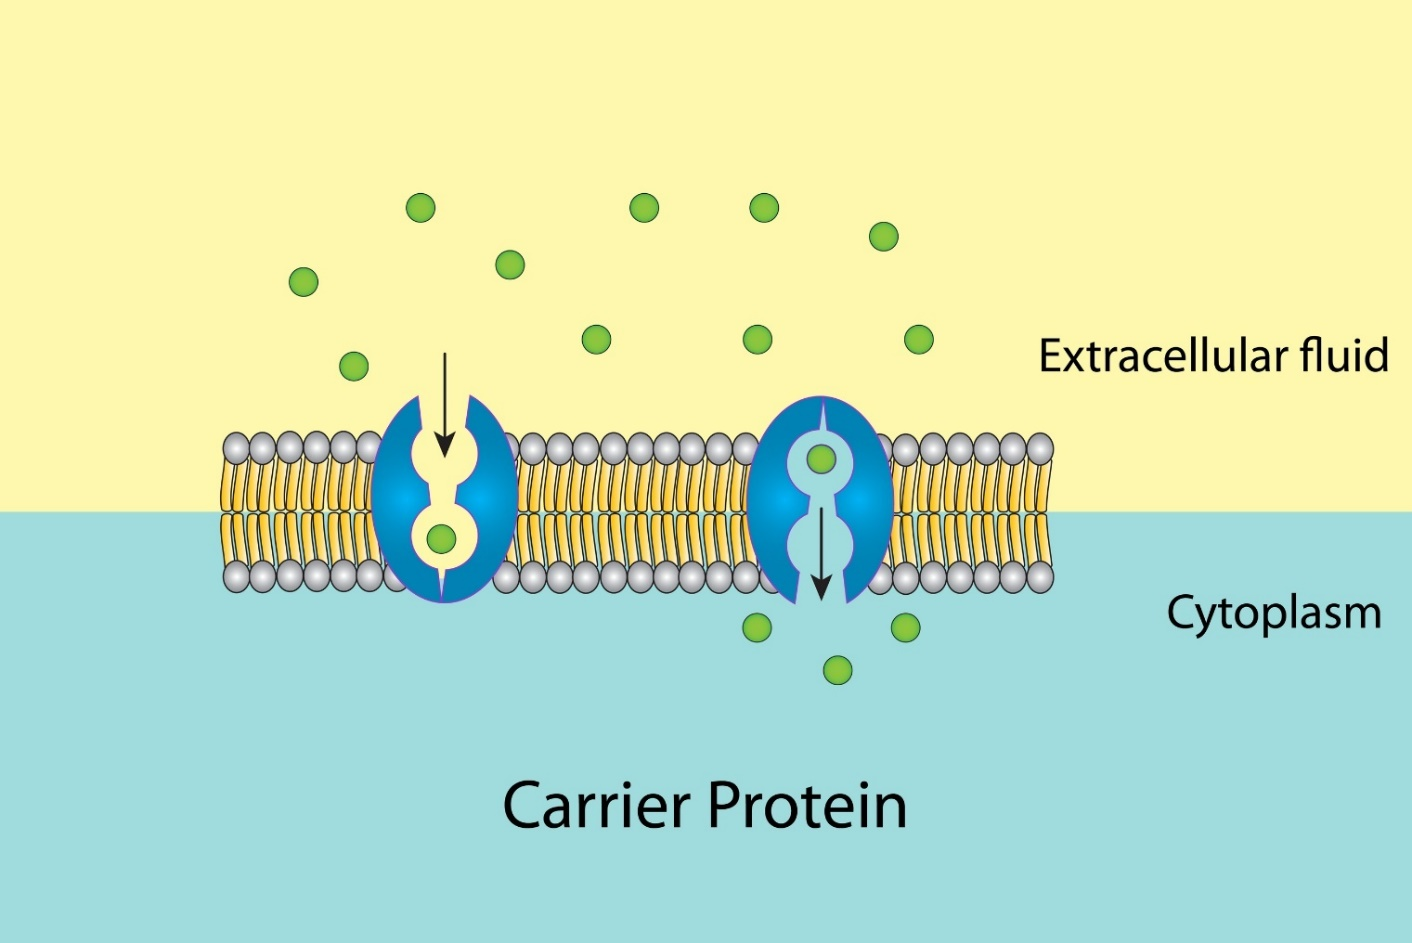 Extracellular fluid
Cytoplasm
Carrier Protein